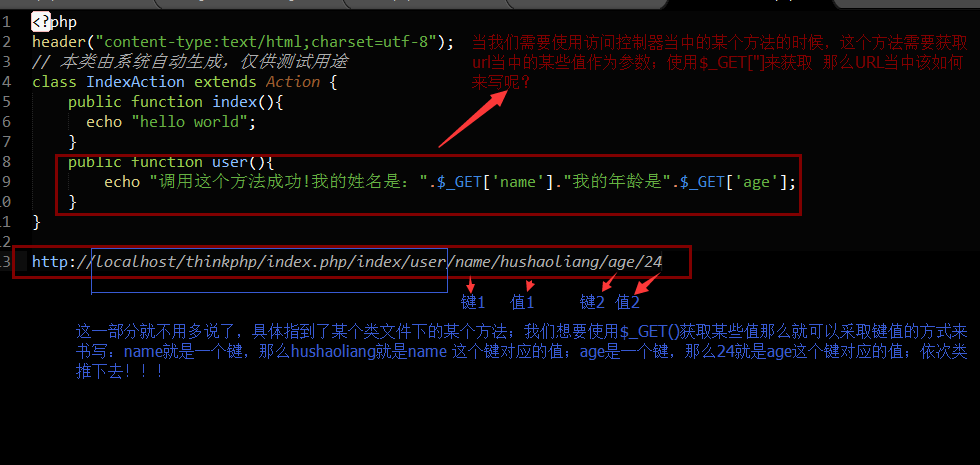 1 <?php
2 header("content-type:text/html;charset=utf-8");
3 // 本类由系统自动生成，仅供测试用途
4 class IndexAction extends Action {
5 public function index(){
6 echo "hello world";
7 }
8 public function user(){
9 echo "调用这个方法成功!我的姓名是：".$_GET['name']."我的年龄是".$_GET['age'];
10 }
11 }
12
13 http://localhost/thinkphp/index.php/index/user/name/hushaoliang/age/24
当我们需要使用访问控制器当中的某个方法的时候，这个方法需要获取
url当中的某些值作为参数；使用$_GET['']来获取 那么URL当中该如何
来写呢？
键1 值1 键2 值2
这一部分就不用多说了，具体指到了某个类文件下的某个方法；我们想要使用$_GET()获取某些值那么就可以采取键值的方式来
书写：name就是一个键，那么hushaoliang就是name 这个键对应的值；age是一个键，那么24就是age这个键对应的值；依次类
推下去！！！